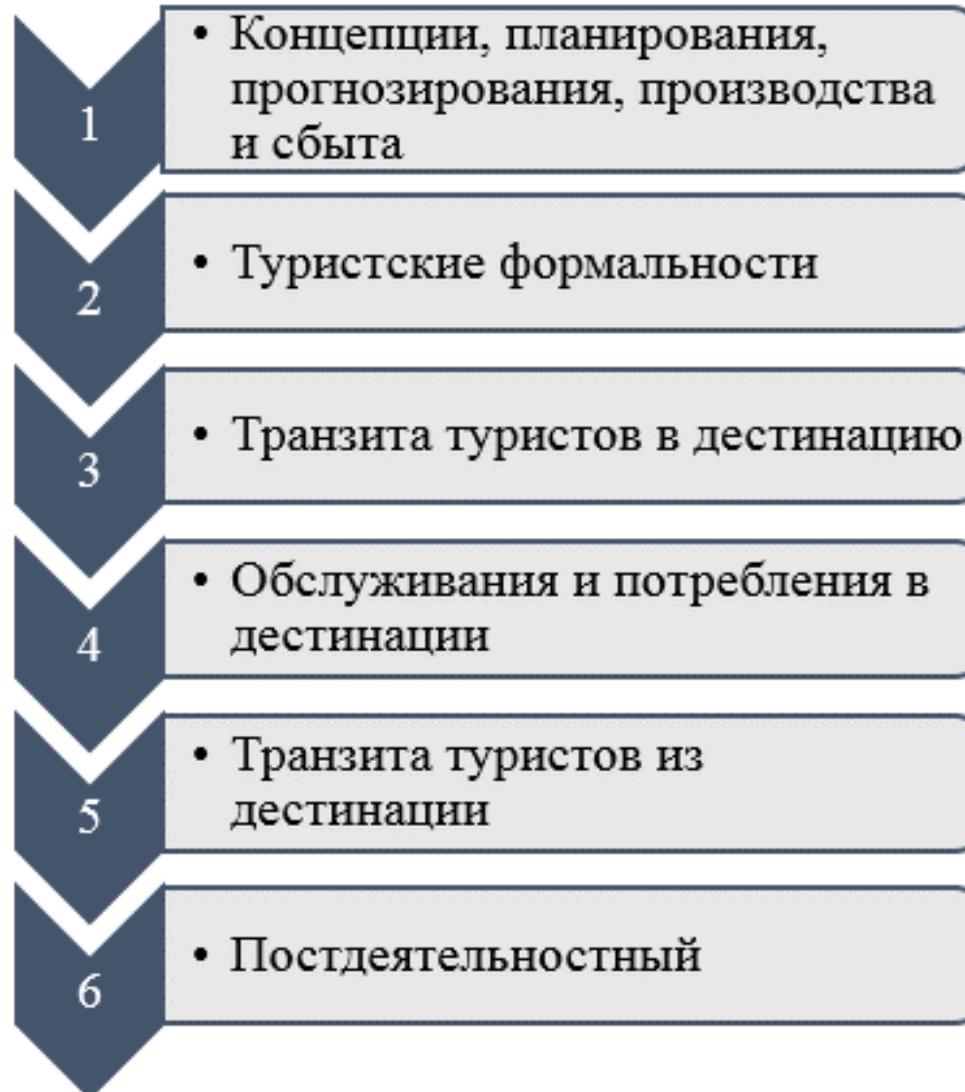 1
• Концепции, планирования,
прогнозирования, производства
и сбыта
2
• Туристские формальности
3
• Транзита туристов в дестинацию
4
• Обслуживания и потребления в
дестинации
5
• Транзита туристов из
дестинации
6
• Постдеятельностный